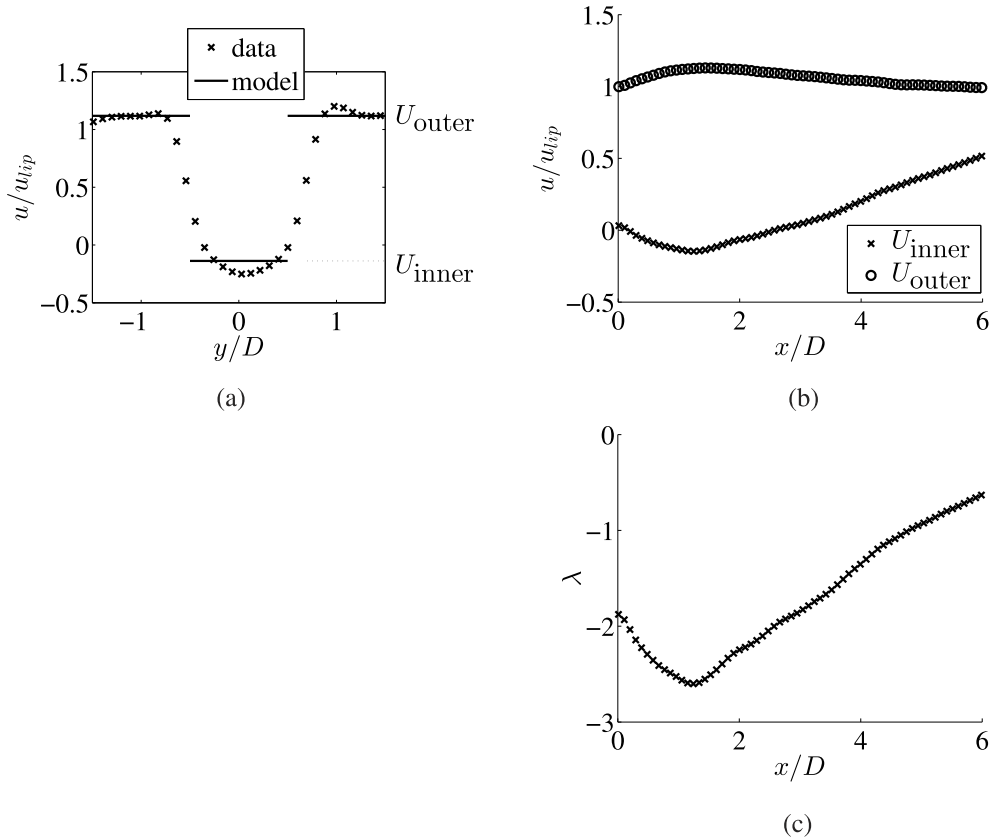 × data
— model
1.5
1
0.5
0
−0.5
u/u_lip
−1 0 1
y/D
U_outer
U_inner
(a)
1.5
1
0.5
0
−0.5
u/u_lip
0 2 4 6
x/D
× U_inner
o U_outer
(b)
0
−1
−2
−3
λ
0 2 4 6
x/D
(c)